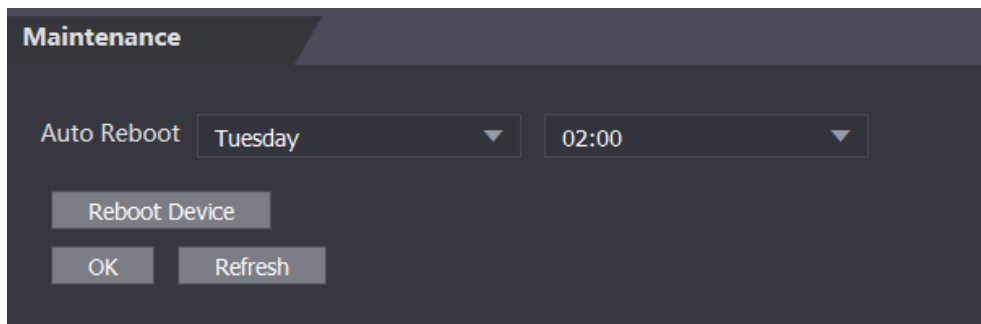 Maintenance
Auto Reboot Tuesday 02:00
Reboot Device
OK Refresh